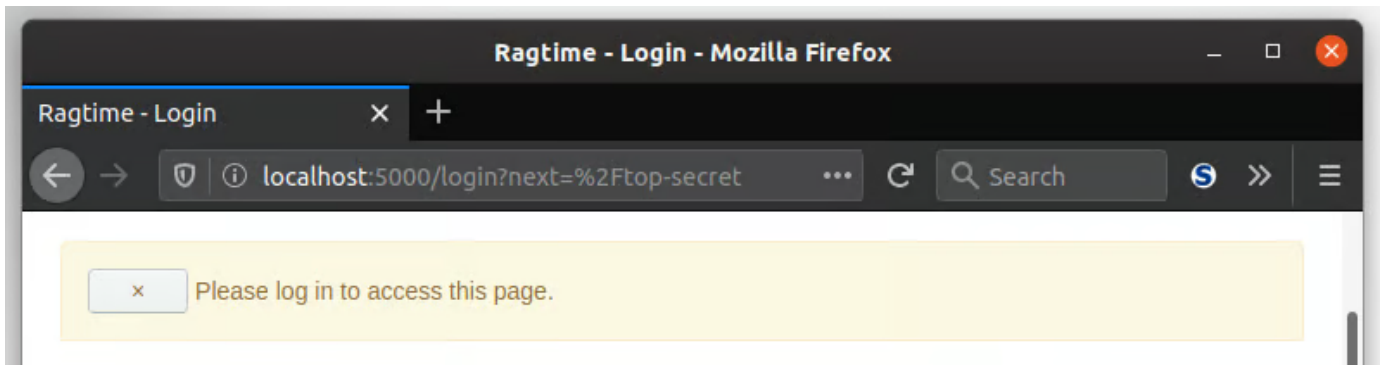 Ragtime - Login - Mozilla Firefox
Ragtime - Login
localhost:5000/login?next=%2Ftop-secret
Search
Please log in to access this page.